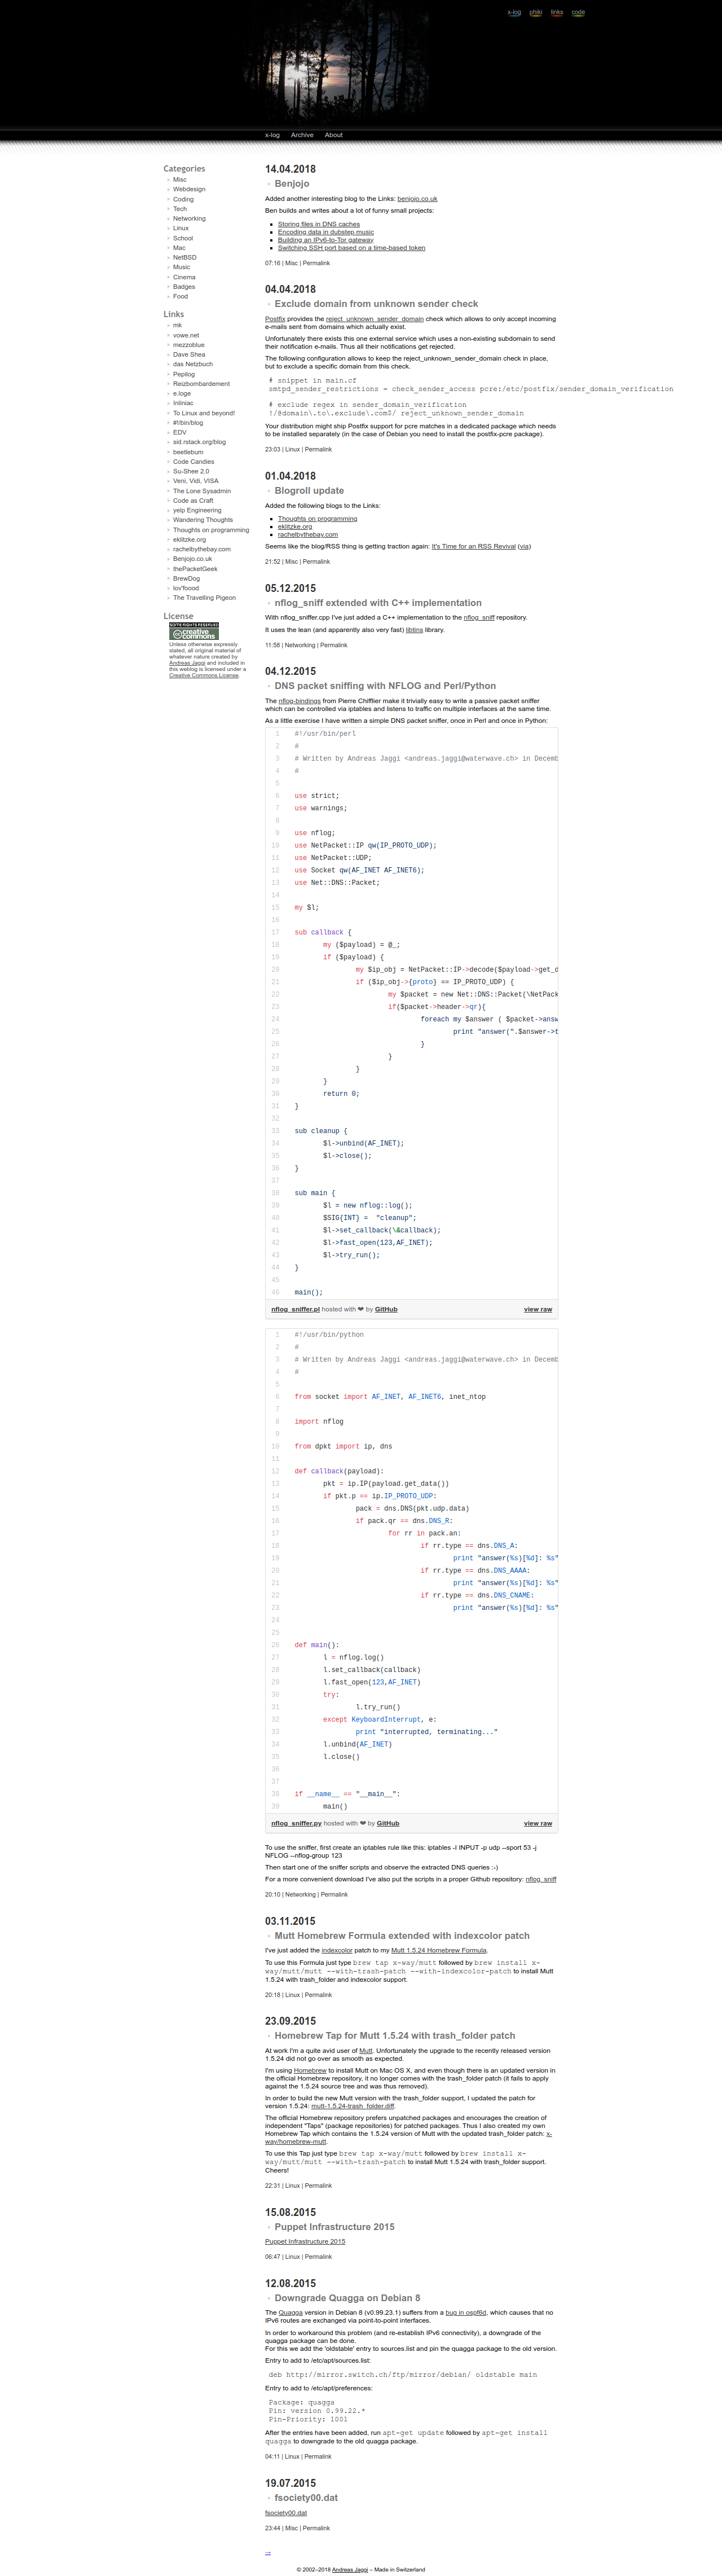 x-log phiki links code
x-log Archive About
Categories
Misc
Webdesign
Coding
Tech
Networking
Linux
School
Mac
NetBSD
Music
Cinema
Badges
Food
Links
mk
vowe.net
mezzoblue
Dave Shea
das Netzbuch
Pepilog
Reizbombardement
e.loge
Inliniac
To Linux and beyond!
#!/bin/blog
EDV
sid.rstack.org/blog
beetlebum
Code Candies
Su-Shee 2.0
Veni, Vidi, VISA
The Lone Sysadmin
Code as Craft
yelp Engineering
Wandering Thoughts
Thoughts on programming
eklitzke.org
rachelbythebay.com
Benjojo.co.uk
thePacketGeek
BrewDog
lov'foood
The Travelling Pigeon
License
SOME RIGHTS RESERVED
creative commons
Unless otherwise expressly
stated, all original material of
whatever nature created by
Andreas Jaggi and included in
this weblog is licensed under a
Creative Commons License.
14.04.2018
Benjojo
Added another interesting blog to the Links: benjojo.co.uk
Ben builds and writes about a lot of funny small projects:
Storing files in DNS caches
Encoding data in dubstep music
Building an IPv6-to-Tor gateway
Switching SSH port based on a time-based token
07:16 | Misc | Permalink
04.04.2018
Exclude domain from unknown sender check
Postfix provides the reject_unknown_sender_domain check which allows to only accept incoming
e-mails sent from domains which actually exist.
Unfortunately there exists this one external service which uses a non-existing subdomain to send
their notification e-mails. Thus all their notifications get rejected.
The following configuration allows to keep the reject_unknown_sender_domain check in place,
but to exclude a specific domain from this check.
# snippet in main.cf
smtpd_sender_restrictions = check_sender_access pcre:/etc/postfix/sender_domain_verification
# exclude regex in sender_domain_verification
!/@domain\.to\.exclude\.com$/ reject_unknown_sender_domain
Your distribution might ship Postfix support for pcre matches in a dedicated package which needs
to be installed separately (in the case of Debian you need to install the postfix-pcre package).
23:03 | Linux | Permalink
01.04.2018
Blogroll update
Added the following blogs to the Links:
Thoughts on programming
eklitzke.org
rachelbythebay.com
Seems like the blog/RSS thing is getting traction again: It's Time for an RSS Revival (via)
21:52 | Misc | Permalink
05.12.2015
nflog_sniff extended with C++ implementation
With nflog_sniffer.cpp I've just added a C++ implementation to the nflog_sniff repository.
It uses the lean (and apparently also very fast) libtins library.
11:58 | Networking | Permalink
04.12.2015
DNS packet sniffing with NFLOG and Perl/Python
The nflog-bindings from Pierre Chifflier make it trivially easy to write a passive packet sniffer
which can be controlled via iptables and listens to traffic on multiple interfaces at the same time.
As a little exercise I have written a simple DNS packet sniffer, once in Perl and once in Python:
1 #!/usr/bin/perl
2 #
3 # Written by Andreas Jaggi <andreas.jaggi@waterwave.ch> in Decemb
4 #
5
6 use strict;
7 use warnings;
8
9 use nflog;
10 use NetPacket::IP qw(IP_PROTO_UDP);
11 use NetPacket::UDP;
12 use Socket qw(AF_INET AF_INET6);
13 use Net::DNS::Packet;
14
15 my $l;
16
17 sub callback {
18 my ($payload) = @_;
19 if ($payload) {
20 my $ip_obj = NetPacket::IP->decode($payload->get_d
21 if ($ip_obj->{proto} == IP_PROTO_UDP) {
22 my $packet = new Net::DNS::Packet(\NetPack
23 if($packet->header->qr){
24 foreach my $answer ( $packet->answ
25 print "answer(".$answer->t
26 }
27 }
28 }
29 }
30 return 0;
31 }
32
33 sub cleanup {
34 $l->unbind(AF_INET);
35 $l->close();
36 }
37
38 sub main {
39 $l = new nflog::log();
40 $SIG{INT} = "cleanup";
41 $l->set_callback(\&callback);
42 $l->fast_open(123,AF_INET);
43 $l->try_run();
44 }
45
46 main();
nflog_sniffer.pl hosted with ❤ by GitHub view raw
1 #!/usr/bin/python
2 #
3 # Written by Andreas Jaggi <andreas.jaggi@waterwave.ch> in Decemb
4 #
5
6 from socket import AF_INET, AF_INET6, inet_ntop
7
8 import nflog
9
10 from dpkt import ip, dns
11
12 def callback(payload):
13 pkt = ip.IP(payload.get_data())
14 if pkt.p == ip.IP_PROTO_UDP:
15 pack = dns.DNS(pkt.udp.data)
16 if pack.qr == dns.DNS_R:
17 for rr in pack.an:
18 if rr.type == dns.DNS_A:
19 print "answer(%s)[%d]: %s"
20 if rr.type == dns.DNS_AAAA:
21 print "answer(%s)[%d]: %s"
22 if rr.type == dns.DNS_CNAME:
23 print "answer(%s)[%d]: %s"
24
25
26 def main():
27 l = nflog.log()
28 l.set_callback(callback)
29 l.fast_open(123,AF_INET)
30 try:
31 l.try_run()
32 except KeyboardInterrupt, e:
33 print "interrupted, terminating..."
34 l.unbind(AF_INET)
35 l.close()
36
37
38 if __name__ == "__main__":
39 main()
nflog_sniffer.py hosted with ❤ by GitHub view raw
To use the sniffer, first create an iptables rule like this: iptables -I INPUT -p udp --sport 53 -j
NFLOG --nflog-group 123
Then start one of the sniffer scripts and observe the extracted DNS queries :-)
For a more convenient download I've also put the scripts in a proper Github repository: nflog_sniff
20:10 | Networking | Permalink
03.11.2015
Mutt Homebrew Formula extended with indexcolor patch
I've just added the indexcolor patch to my Mutt 1.5.24 Homebrew Formula.
To use this Formula just type brew tap x-way/mutt followed by brew install x-
way/mutt/mutt --with-trash-patch --with-indexcolor-patch to install Mutt
1.5.24 with trash_folder and indexcolor support.
20:18 | Linux | Permalink
23.09.2015
Homebrew Tap for Mutt 1.5.24 with trash_folder patch
At work I'm a quite avid user of Mutt. Unfortunately the upgrade to the recently released version
1.5.24 did not go over as smooth as expected.
I'm using Homebrew to install Mutt on Mac OS X, and even though there is an updated version in
the official Homebrew repository, it no longer comes with the trash_folder patch (it fails to apply
against the 1.5.24 source tree and was thus removed).
In order to build the new Mutt version with the trash_folder support, I updated the patch for
version 1.5.24: mutt-1.5.24-trash_folder.diff.
The official Homebrew repository prefers unpatched packages and encourages the creation of
independent "Taps" (package repositories) for patched packages. Thus I also created my own
Homebrew Tap which contains the 1.5.24 version of Mutt with the updated trash_folder patch: x-
way/homebrew-mutt.
To use this Tap just type brew tap x-way/mutt followed by brew install x-
way/mutt/mutt --with-trash-patch to install Mutt 1.5.24 with trash_folder support.
Cheers!
22:31 | Linux | Permalink
15.08.2015
Puppet Infrastructure 2015
Puppet Infrastructure 2015
06:47 | Linux | Permalink
12.08.2015
Downgrade Quagga on Debian 8
The Quagga version in Debian 8 (v0.99.23.1) suffers from a bug in ospf6d, which causes that no
IPv6 routes are exchanged via point-to-point interfaces.
In order to workaround this problem (and re-establish IPv6 connectivity), a downgrade of the
quagga package can be done.
For this we add the 'oldstable' entry to sources.list and pin the quagga package to the old version.
Entry to add to /etc/apt/sources.list:
deb http://mirror.switch.ch/ftp/mirror/debian/ oldstable main
Entry to add to /etc/apt/preferences:
Package: quagga
Pin: version 0.99.22.*
Pin-Priority: 1001
After the entries have been added, run apt-get update followed by apt-get install
quagga to downgrade to the old quagga package.
04:11 | Linux | Permalink
19.07.2015
fsociety00.dat
fsociety00.dat
23:44 | Misc | Permalink
© 2002–2018 Andreas Jaggi – Made in Switzerland